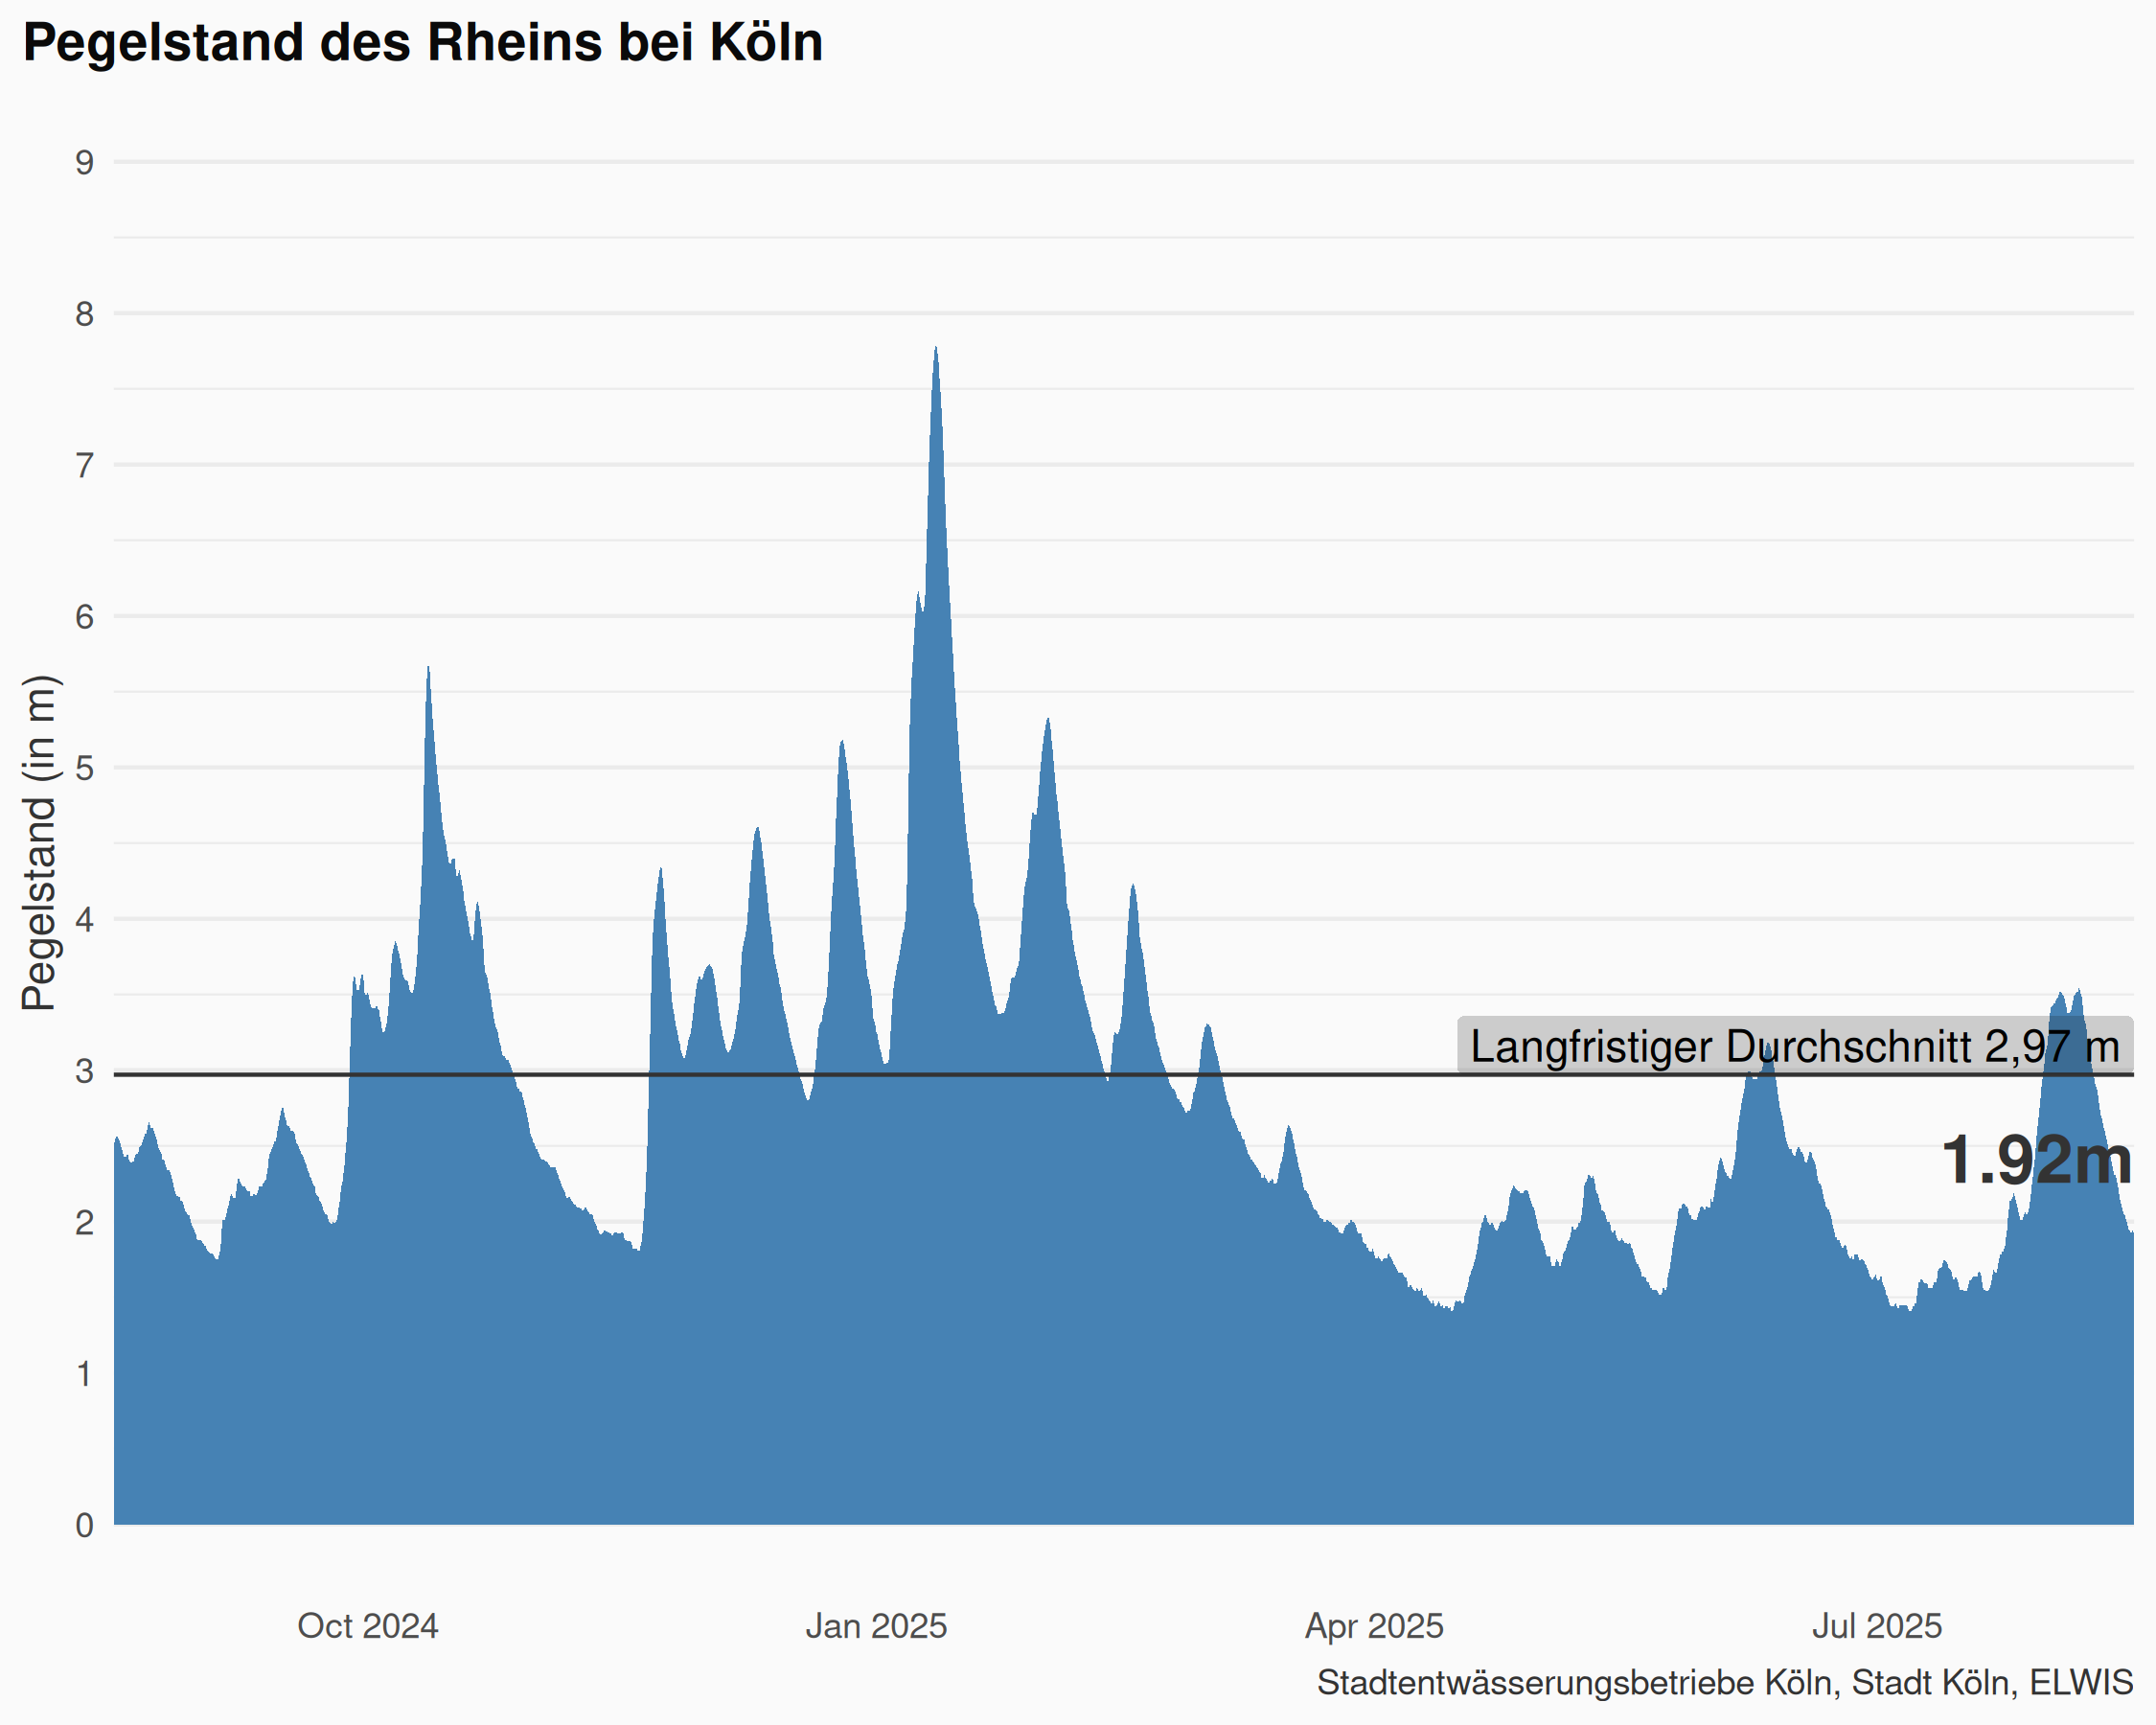 Pegelstand des Rheins bei Köln
Pegelstand (in m)
9
8
7
6
5
4
3
2
1
0
Langfristiger Durchschnitt 2,97 m
1.92m
Oct 2024
Jan 2025
Apr 2025
Jul 2025
Stadtentwässerungsbetriebe Köln, Stadt Köln, ELWIS